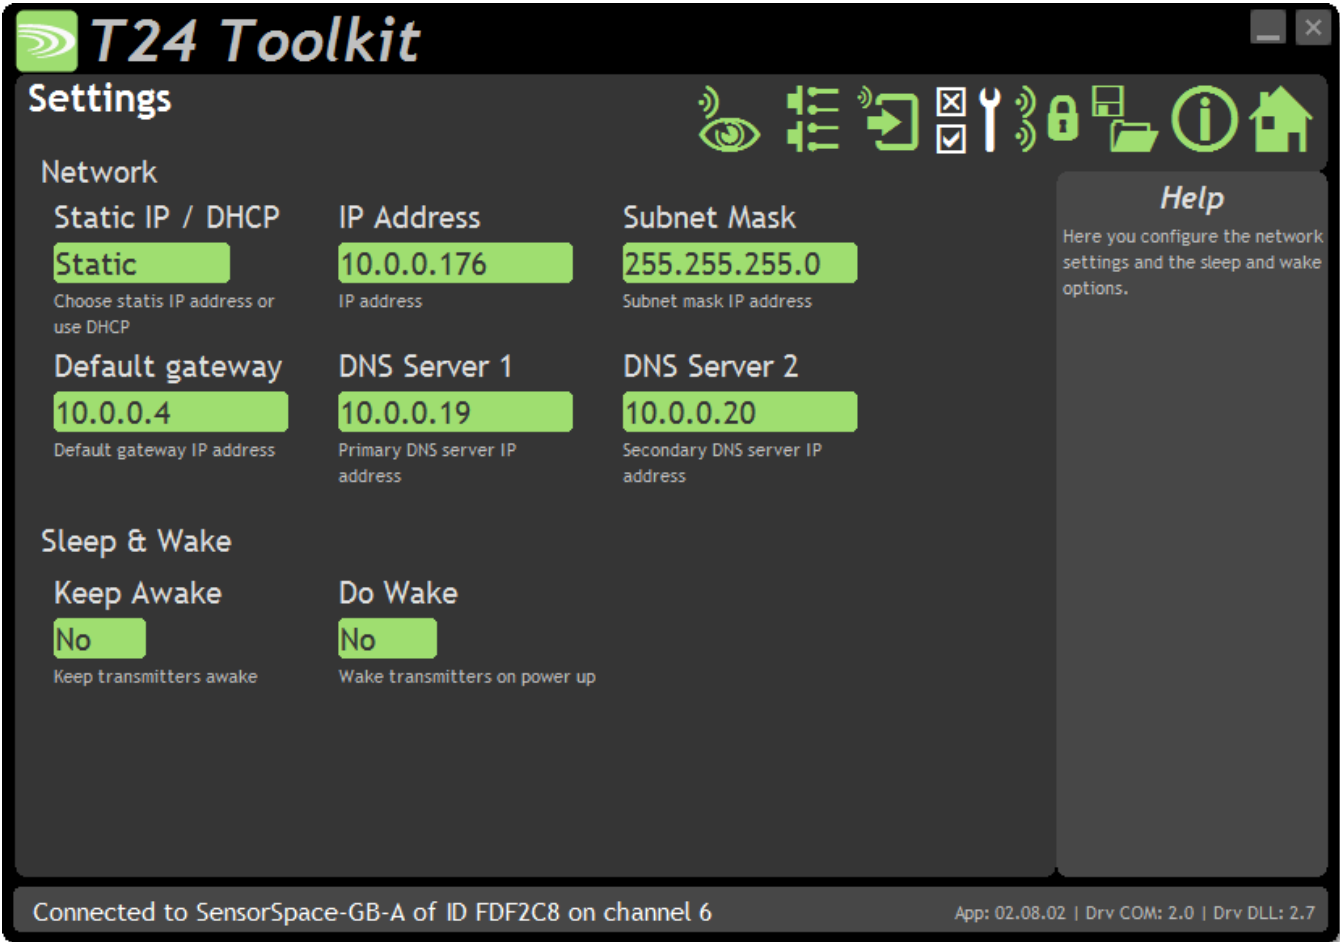 T24 Toolkit
Settings
Network
Static IP / DHCP
Static
Choose statis IP address or
use DHCP
IP Address
10.0.0.176
IP address
Subnet Mask
255.255.255.0
Subnet mask IP address
Default gateway
10.0.0.4
Default gateway IP address
DNS Server 1
10.0.0.19
Primary DNS server IP
address
DNS Server 2
10.0.0.20
Secondary DNS server IP
address
Sleep & Wake
Keep Awake
No
Keep transmitters awake
Do Wake
No
Wake transmitters on power up
Help
Here you configure the network
settings and the sleep and wake
options.
Connected to SensorSpace-GB-A of ID FDF2C8 on channel 6
App: 02.08.02 | Drv COM: 2.0 | Drv DLL: 2.7